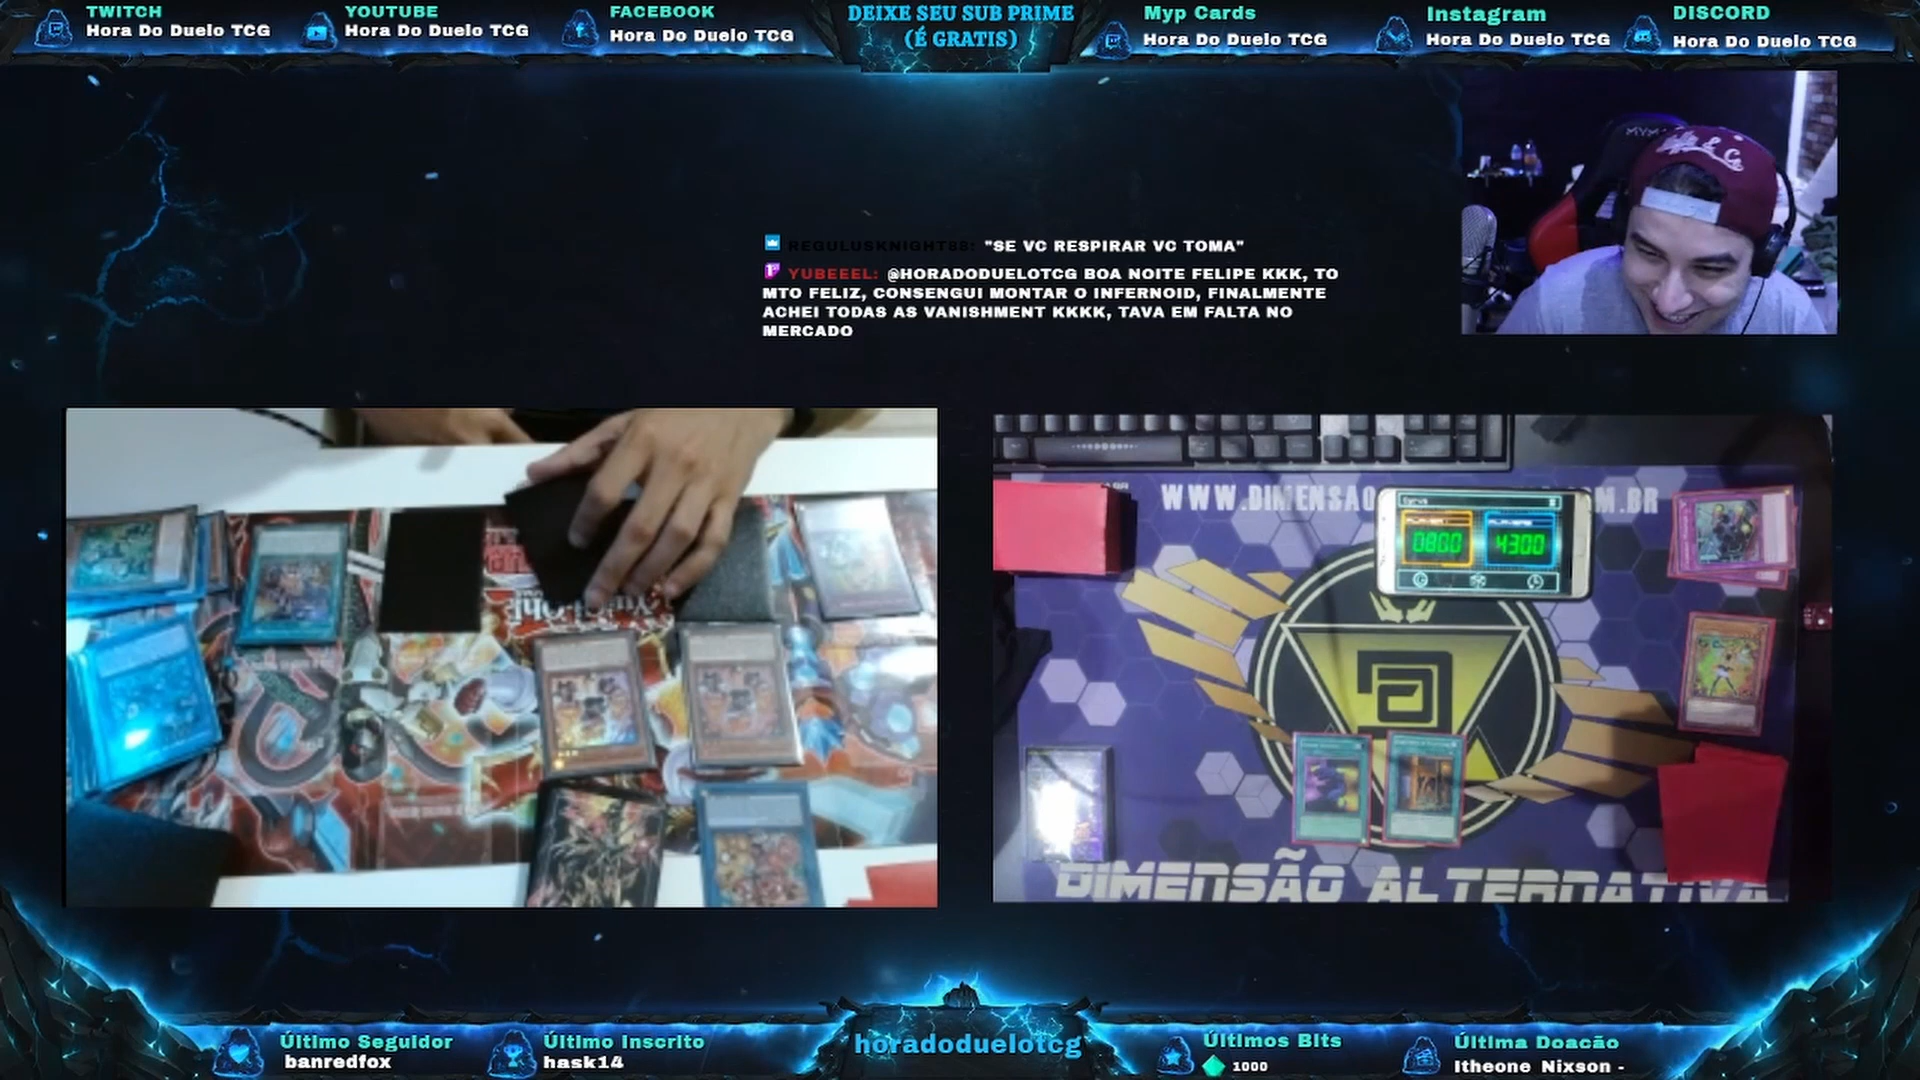 TWITCH
Hora Do Duelo TCG
YOUTUBE
Hora Do Duelo TCG
FACEBOOK
Hora Do Duelo TCG
DEIXE SEU SUB PRIME
(É GRATIS)
Myp Cards
Hora Do Duelo TCG
Instagram
Hora Do Duelo TCG
DISCORD
Hora Do Duelo TCG
REGULUSKNIGHT88: "SE VC RESPIRAR VC TOMA"
YUBEEEL: @HORADODUELOTCG BOA NOITE FELIPE KKK, TO
MTO FELIZ, CONSENGUI MONTAR O INFERNOID, FINALMENTE
ACHEI TODAS AS VANISHMENT KKKK, TAVA EM FALTA NO
MERCADO
WWW.DIMENSAO
OM.BR
0800
4300
DIMENSÃO ALTERNATIVA
Último Seguidor
banredfox
Último Inscrito
hask14
horadoduelotcg
Últimos Bits
1000
Última Doacão
Itheone Nixson -